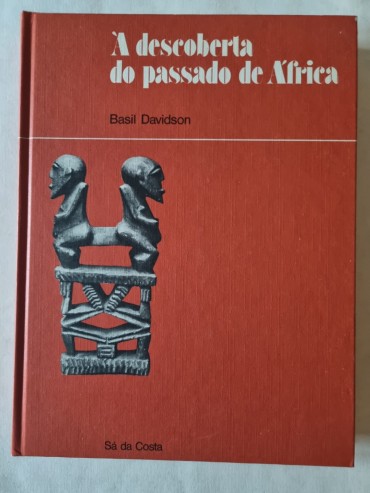 À descoberta
do passado de África
Basil Davidson
Sá da Costa